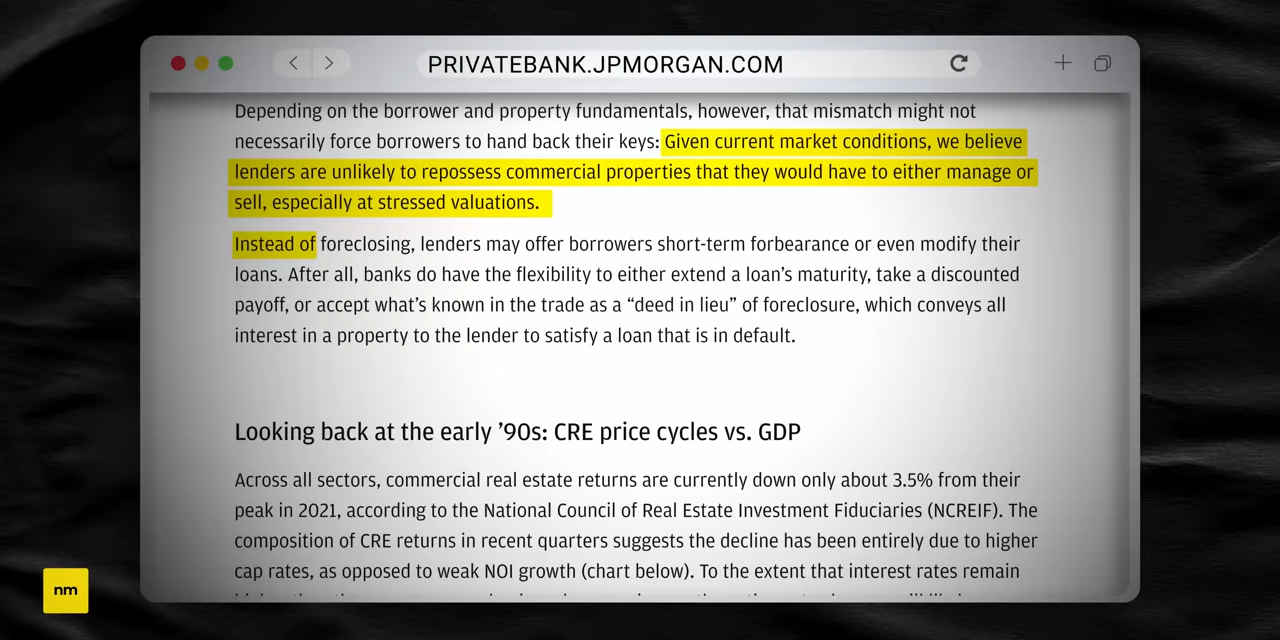 PRIVATEBANK.JPMORGAN.COM
Depending on the borrower and property fundamentals, however, that mismatch might not
necessarily force borrowers to hand back their keys: Given current market conditions, we believe
lenders are unlikely to repossess commercial properties that they would have to either manage or
sell, especially at stressed valuations.
Instead of foreclosing, lenders may offer borrowers short-term forbearance or even modify their
loans. After all, banks do have the flexibility to either extend a loan’s maturity, take a discounted
payoff, or accept what’s known in the trade as a “deed in lieu” of foreclosure, which conveys all
interest in a property to the lender to satisfy a loan that is in default.
Looking back at the early ’90s: CRE price cycles vs. GDP
Across all sectors, commercial real estate returns are currently down only about 3.5% from their
peak in 2021, according to the National Council of Real Estate Investment Fiduciaries (NCREIF). The
composition of CRE returns in recent quarters suggests the decline has been entirely due to higher
cap rates, as opposed to weak NOI growth (chart below). To the extent that interest rates remain
nm